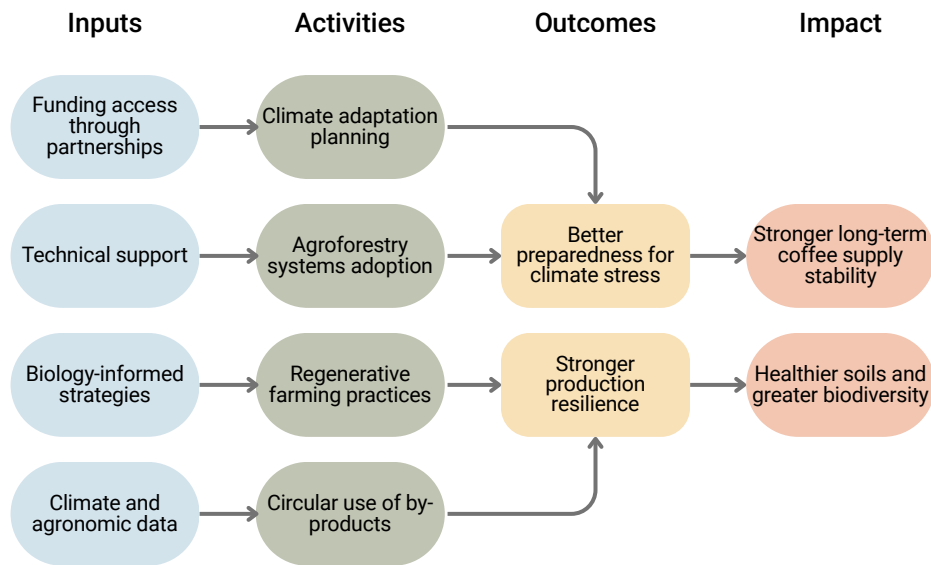 Inputs
Activities
Outcomes
Impact
Funding access
through
partnerships
Climate adaptation
planning
Technical support
Agroforestry
systems adoption
Better
preparedness for
climate stress
Stronger long-term
coffee supply
stability
Biology-informed
strategies
Regenerative
farming practices
Stronger
production
resilience
Healthier soils and
greater biodiversity
Climate and
agronomic data
Circular use of by-
products